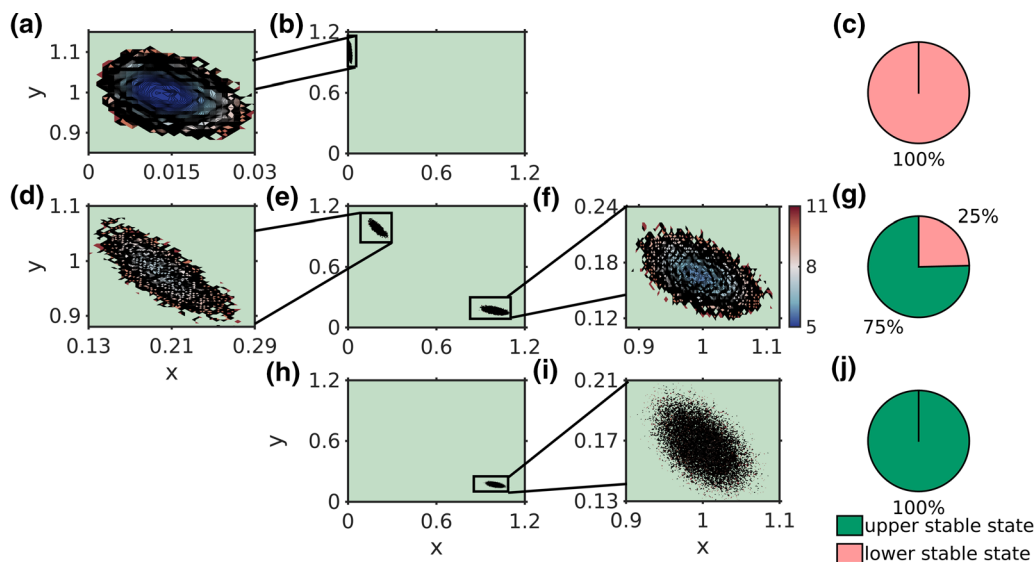 (a) (b) (c)
1.1
1
0.9
y
0 0.015 0.03
1.2
0.6
0
0 0.6 1.2
100%
(d) (e) (f) (g)
1.1
1
0.9
y
0.13 0.21 0.29
x
1.2
0.6
0
0 0.6 1.2
0.24
0.18
0.12
0.9 1 1.1
11
8
5
25%
75%
(h) (i) (j)
1.2
0.6
0
y
0 0.6 1.2
x
0.21
0.17
0.13
0.9 1 1.1
x
100%
upper stable state
lower stable state